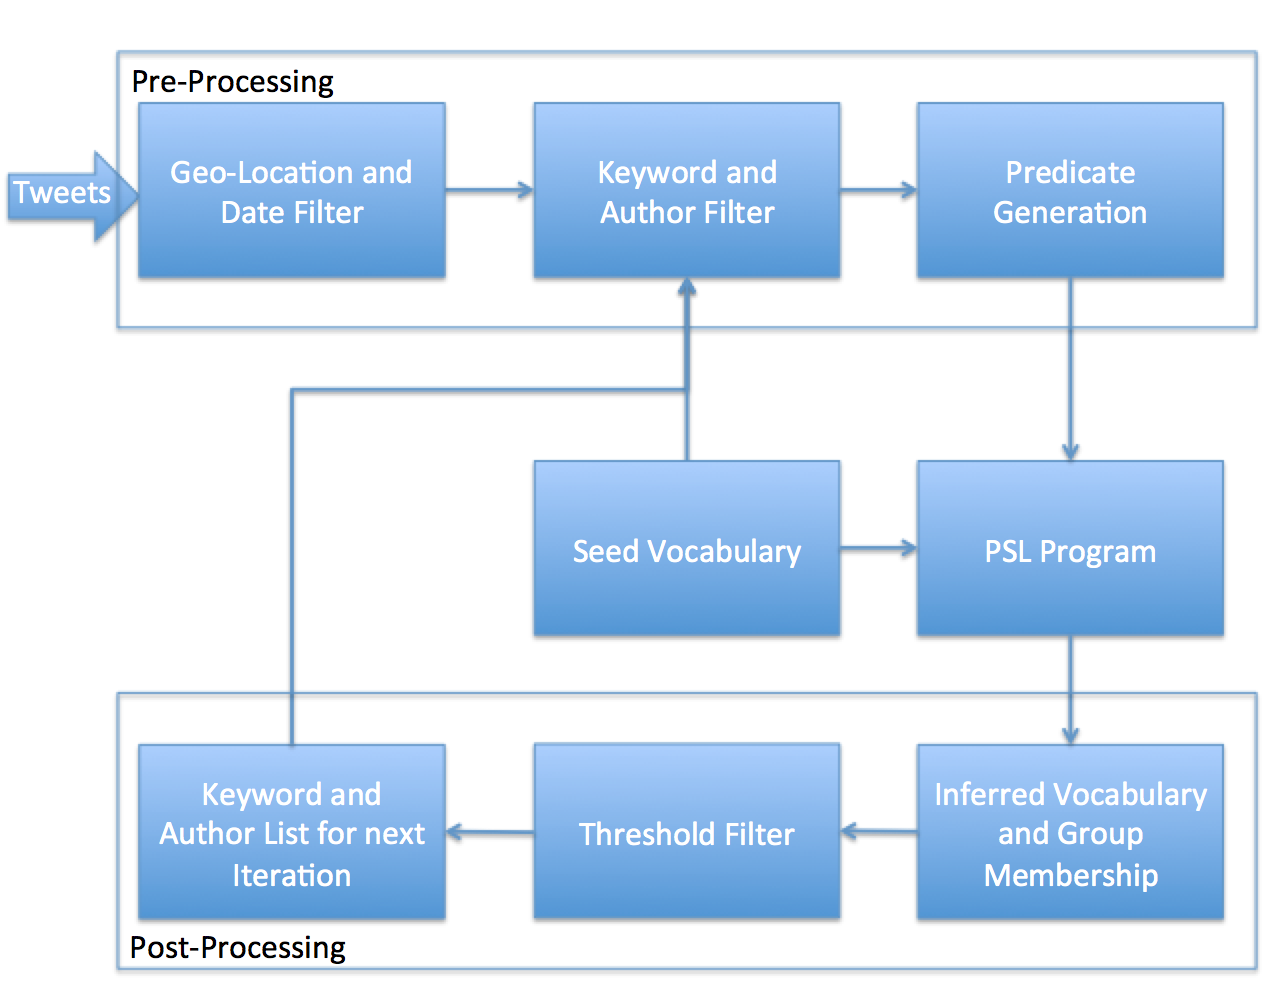 Pre-Processing
Tweets
Geo-Location and
Date Filter
Keyword and
Author Filter
Predicate
Generation
Seed Vocabulary
PSL Program
Keyword and
Author List for next
Iteration
Threshold Filter
Inferred Vocabulary
and Group
Membership
Post-Processing